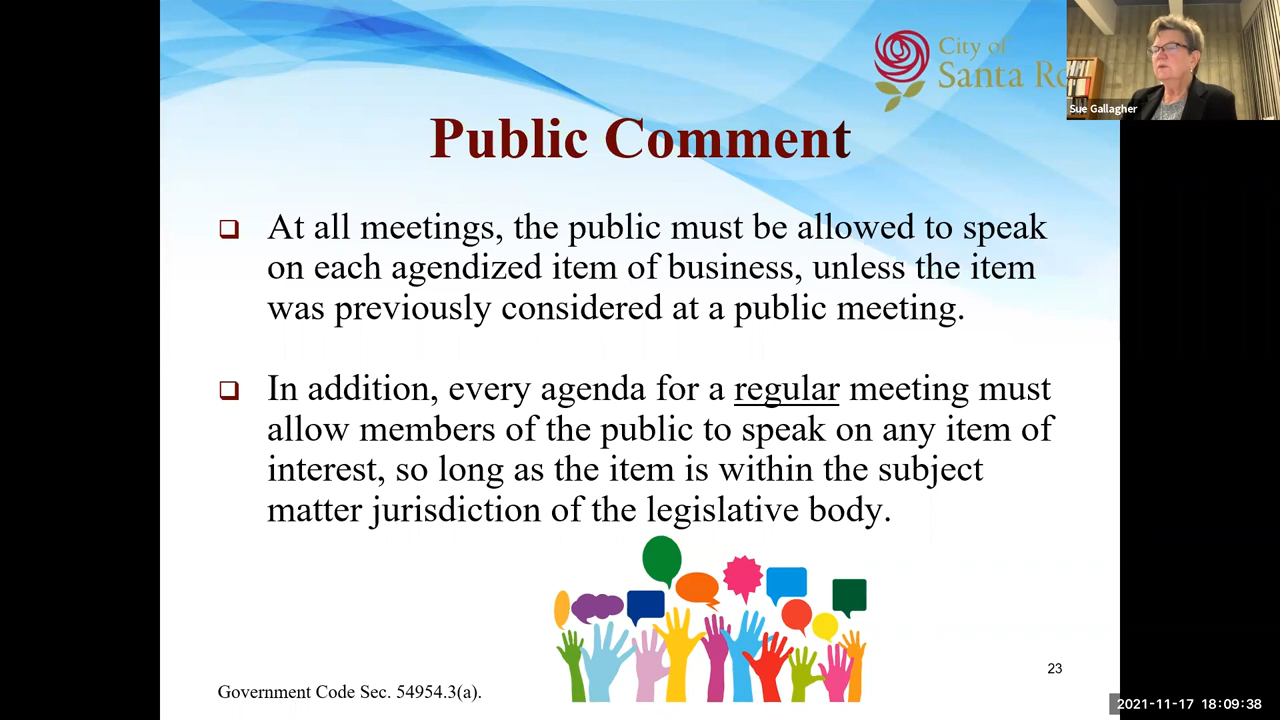 City of
Santa Ro
Sue Gallagher
Public Comment
❑ At all meetings, the public must be allowed to speak
on each agendized item of business, unless the item
was previously considered at a public meeting.
❑ In addition, every agenda for a regular meeting must
allow members of the public to speak on any item of
interest, so long as the item is within the subject
matter jurisdiction of the legislative body.
23
Government Code Sec. 54954.3(a).
2021-11-17 18:09:38